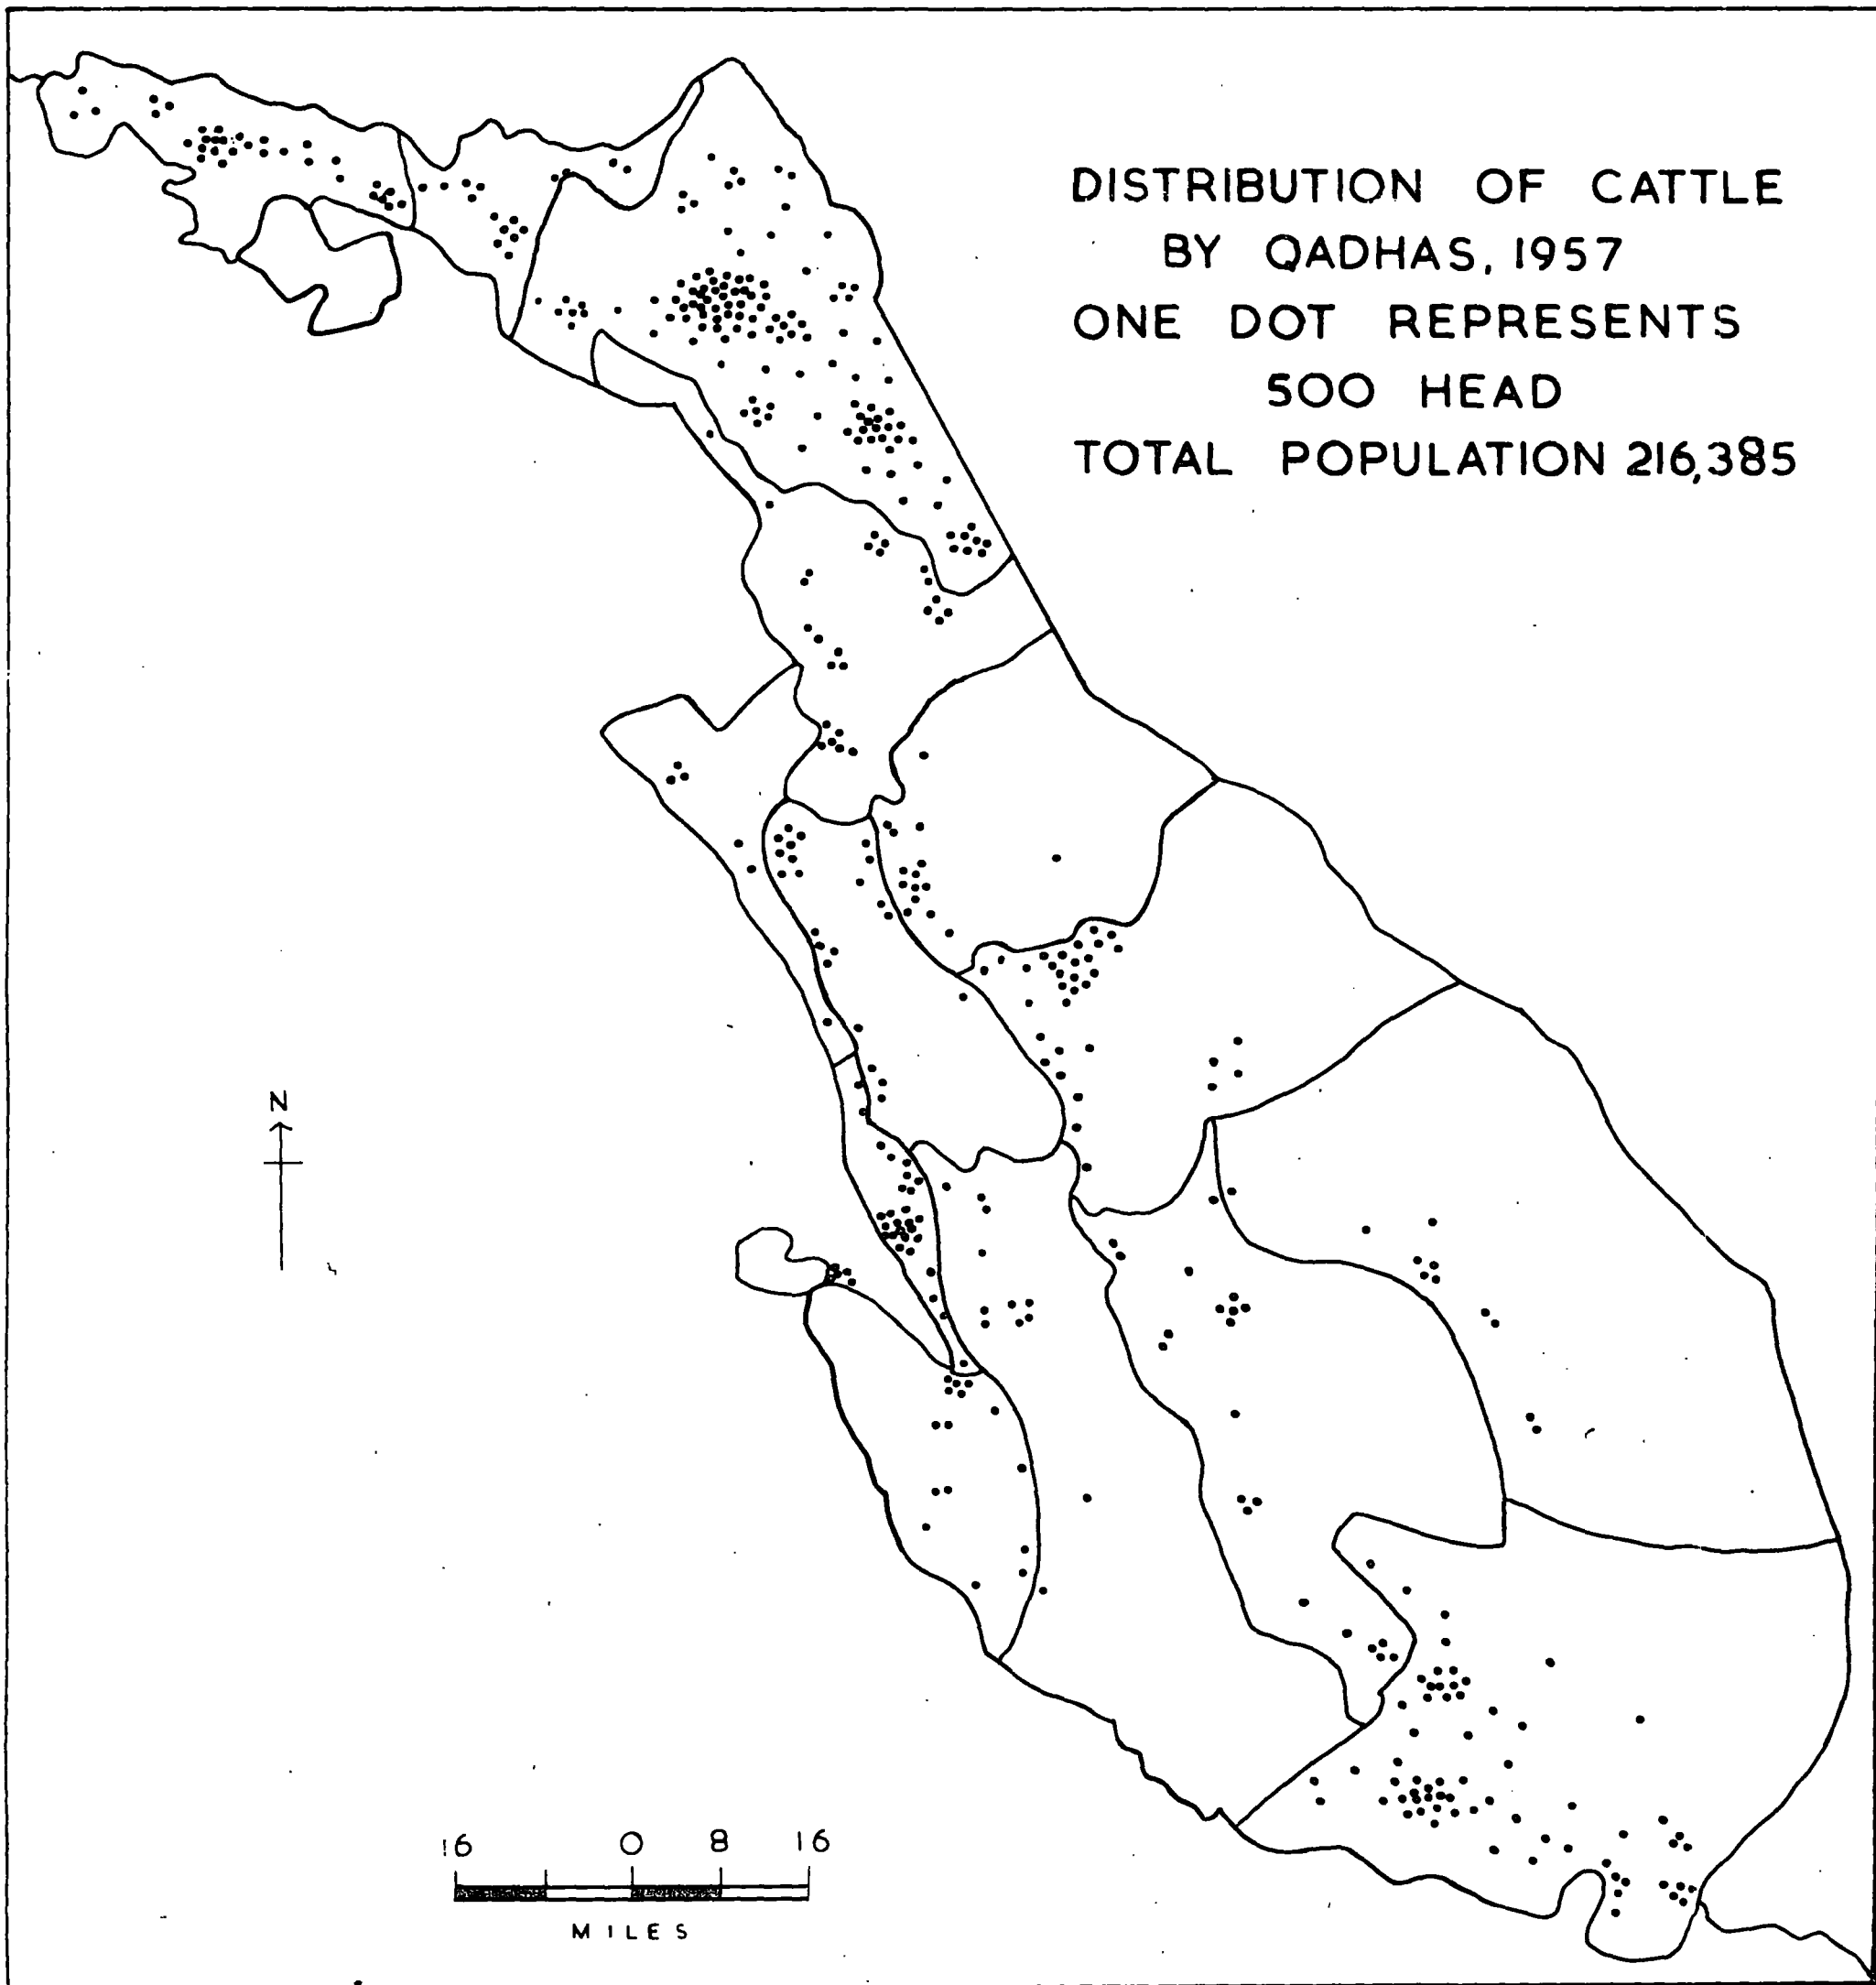 DISTRIBUTION OF CATTLE
BY QADHAS, 1957
ONE DOT REPRESENTS
500 HEAD
TOTAL POPULATION 216,385
N
16 0 8 16
MILES